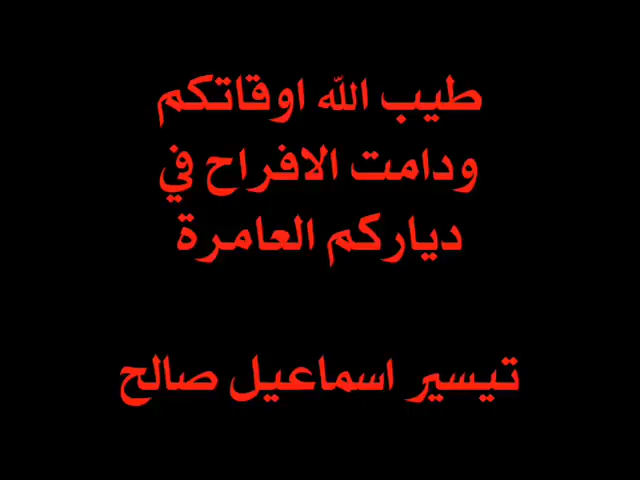 طيب الله اوقاتكم
ودامت الافراح في
دياركم العامرة
تيسير اسماعيل صالح